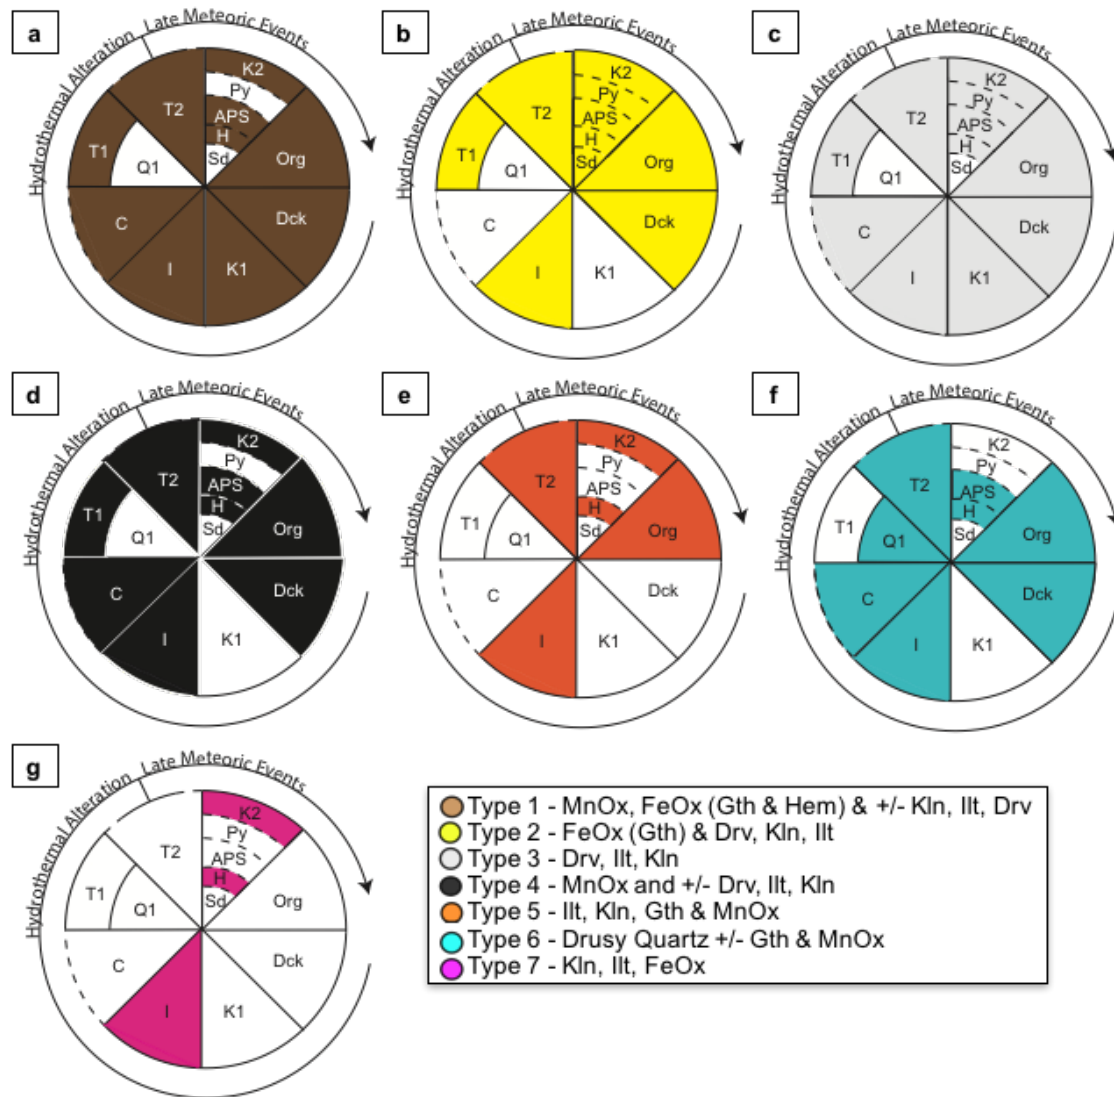 a
Hydrothermal Alteration
Late Meteoric Events
K2
Py
APS
H
Sd
T2
T1
Q1
Org
C
Dck
I
K1
b
Hydrothermal Alteration
Late Meteoric Events
K2
Py
APS
H
Sd
T2
T1
Q1
Org
C
Dck
I
K1
c
Hydrothermal Alteration
Late Meteoric Events
K2
Py
APS
H
Sd
T2
T1
Q1
Org
C
Dck
I
K1
d
Hydrothermal Alteration
Late Meteoric Events
K2
Py
APS
H
Sd
T2
T1
Q1
Org
C
Dck
I
K1
e
Hydrothermal Alteration
Late Meteoric Events
K2
Py
APS
H
Sd
T2
T1
Q1
Org
C
Dck
I
K1
f
Hydrothermal Alteration
Late Meteoric Events
K2
Py
APS
H
Sd
T2
T1
Q1
Org
C
Dck
I
K1
g
Hydrothermal Alteration
Late Meteoric Events
K2
Py
APS
H
Sd
T2
T1
Q1
Org
C
Dck
I
K1
Type 1 - MnOx, FeOx (Gth & Hem) & +/- Kln, Ilt, Drv
Type 2 - FeOx (Gth) & Drv, Kln, Ilt
Type 3 - Drv, Ilt, Kln
Type 4 - MnOx and +/- Drv, Ilt, Kln
Type 5 - Ilt, Kln, Gth & MnOx
Type 6 - Drusy Quartz +/- Gth & MnOx
Type 7 - Kln, Ilt, FeOx